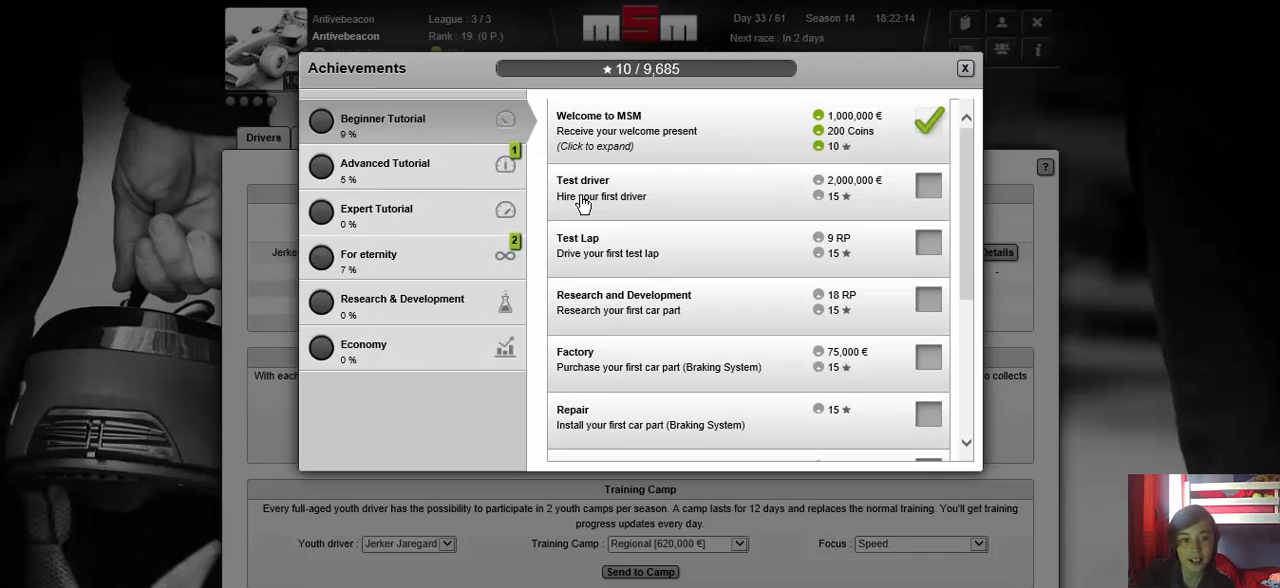 Antivebeacon
Antivebeacon
League : 3 / 3
Rank : 19. (0 P.)
mSm
Day 33 / 61 Season 14 18:22:14
Next race : In 2 days
Achievements
★ 10 / 9,685
X
Beginner Tutorial
9 %
Advanced Tutorial
5 %
1
Expert Tutorial
0 %
For eternity
7 %
2
Research & Development
0 %
Economy
0 %
Welcome to MSM
Receive your welcome present
(Click to expand)
1,000,000 €
200 Coins
10 ★
Test driver
Hire your first driver
2,000,000 €
15 ★
Test Lap
Drive your first test lap
9 RP
15 ★
Research and Development
Research your first car part
18 RP
15 ★
Factory
Purchase your first car part (Braking System)
75,000 €
15 ★
Repair
Install your first car part (Braking System)
15 ★
Drivers
?
Jerke
Details
-
With each
o collects
Training Camp
Every full-aged youth driver has the possibility to participate in 2 youth camps per season. A camp lasts for 12 days and replaces the normal training. You'll get training
progress updates every day.
Youth driver : Jerker Jaregard Training Camp : Regional [620,000 €] Focus : Speed
Send to Camp